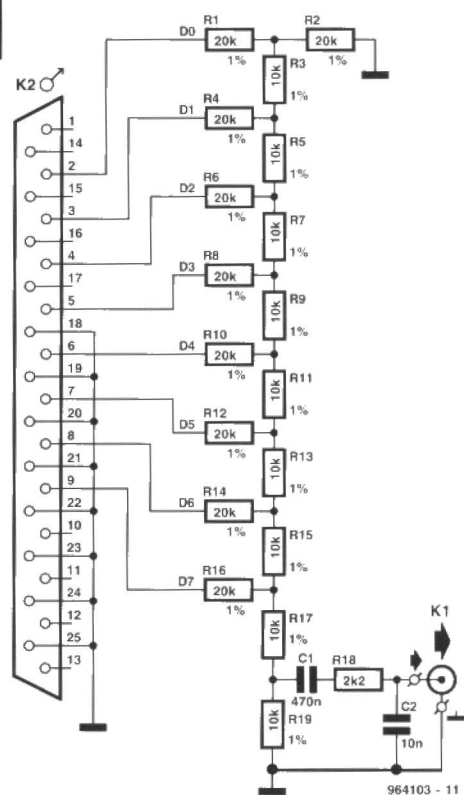 K2
1
14
2
15
3
16
4
17
5
18
6
19
7
20
8
21
9
22
10
23
11
24
12
25
13
D0
R1
20k
1%
R2
20k
1%
R3
10k
1%
D1
R4
20k
1%
R5
10k
1%
D2
R6
20k
1%
R7
10k
1%
D3
R8
20k
1%
R9
10k
1%
D4
R10
20k
1%
R11
10k
1%
D5
R12
20k
1%
R13
10k
1%
D6
R14
20k
1%
R15
10k
1%
D7
R16
20k
1%
R17
10k
1%
C1
470n
R18
2k2
K1
R19
10k
1%
C2
10n
964103 - 11